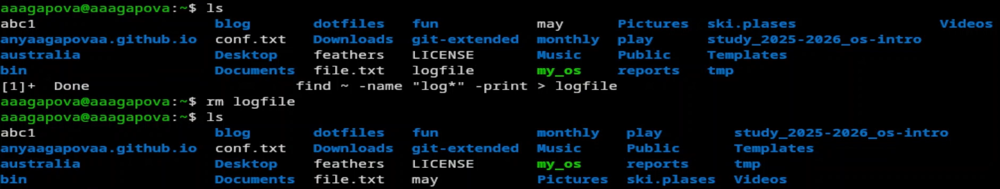 aaagapova@aaagapova:~$ ls
abc1 blog dotfiles fun may Pictures ski.plases Videos
anyaagapovaa.github.io conf.txt Downloads git-extended monthly play study_2025-2026_os-intro
australia Desktop feathers LICENSE Music Public Templates
bin Documents file.txt logfile my_os reports tmp
[1]+  Done find ~ -name "log*" -print > logfile
aaagapova@aaagapova:~$ rm logfile
aaagapova@aaagapova:~$ ls
abc1 blog dotfiles fun monthly play study_2025-2026_os-intro
anyaagapovaa.github.io conf.txt Downloads git-extended Music Public Templates
australia Desktop feathers LICENSE my_os reports tmp
bin Documents file.txt may Pictures ski.plases Videos